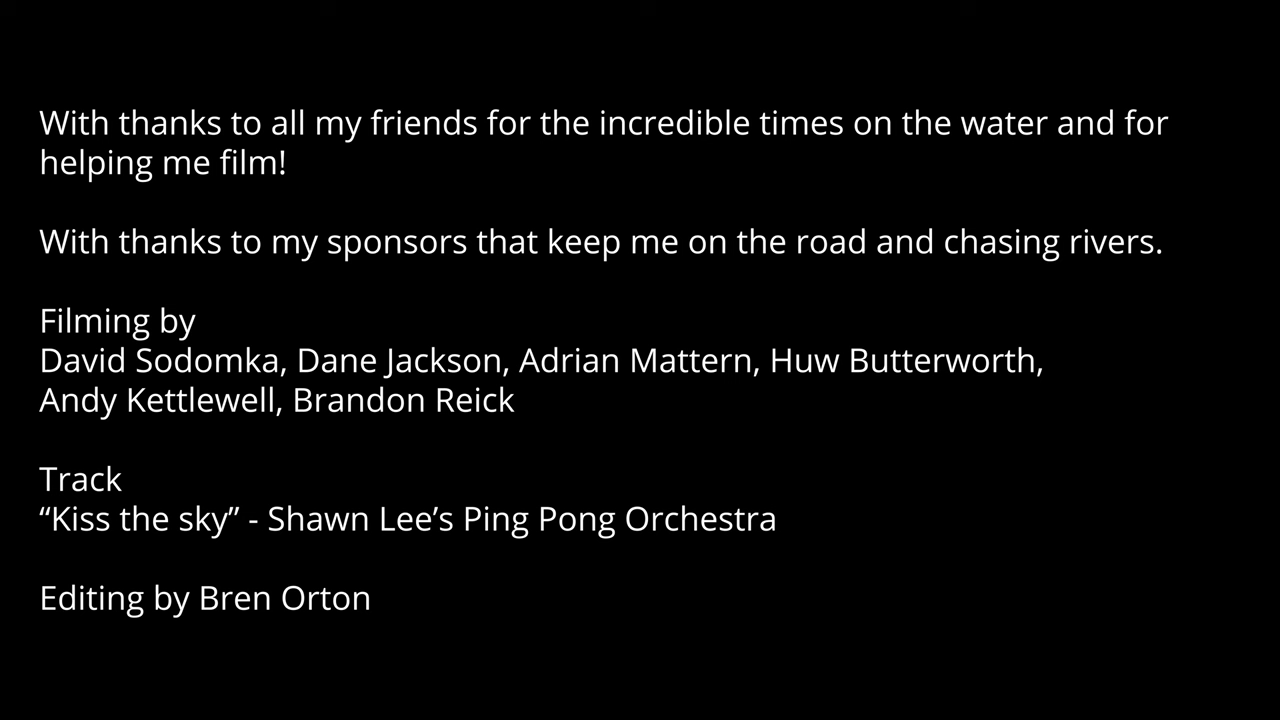 With thanks to all my friends for the incredible times on the water and for
helping me film!
With thanks to my sponsors that keep me on the road and chasing rivers.
Filming by
David Sodomka, Dane Jackson, Adrian Mattern, Huw Butterworth,
Andy Kettlewell, Brandon Reick
Track
“Kiss the sky” - Shawn Lee’s Ping Pong Orchestra
Editing by Bren Orton